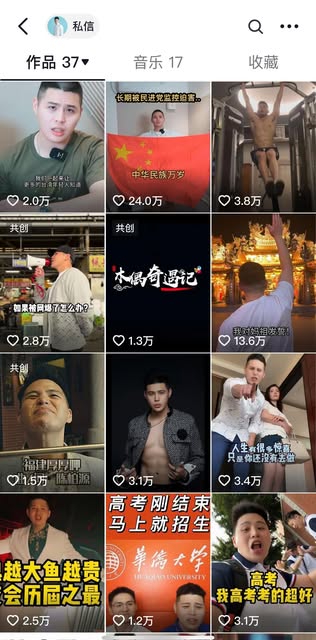 私信
作品 37▼
音乐 17
收藏
我们一起来让
更多的台湾年轻人知道
2.0万
长期被民进党监控迫害..
中华民族万岁
24.0万
3.8万
共创
如果被网爆了怎么办？
2.8万
共创
木偶奇遇记
1.3万
我对妈祖发誓！
13.6万
共创
福建厚厚呷
陈柏源
1.5万
3.1万
人生有很多惊喜
只是你还没有去做
3.4万
越大鱼越贵
会历届之最
2.5万
高考刚结束
马上就招生
華僑大學
HUAQIAO UNIVERSITY
1.2万
高考
我高考考的超好
3.1万